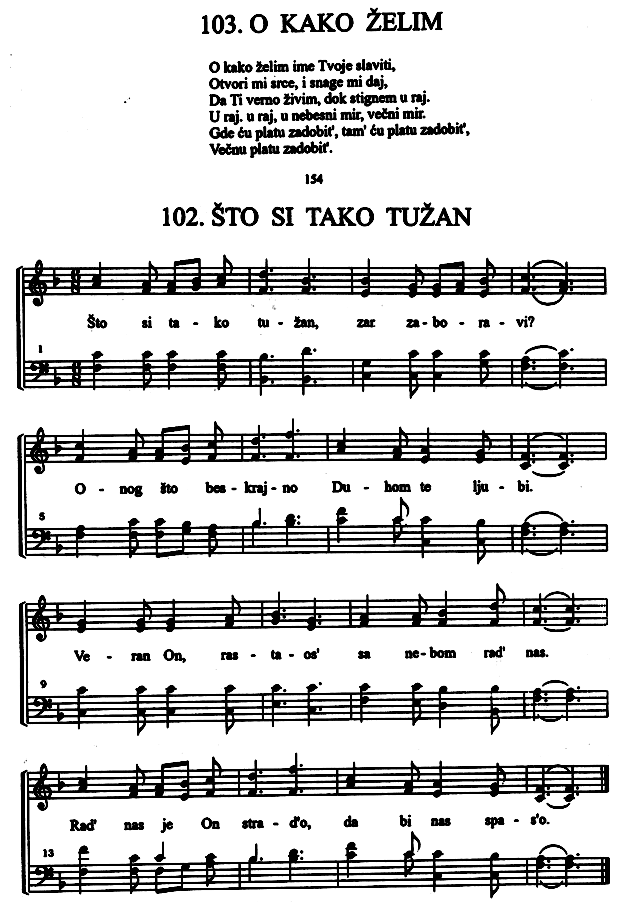 103. O KAKO ŽELIM
O kako želim ime Tvoje slaviti,
Otvori mi srce, i snage mi daj,
Da Ti verno živim, dok stignem u raj.
U raj. u raj, u nebesni mir, večni mir.
Gde ću platu zadobit', tam' ću platu zadobit',
Večnu platu zadobit'.
154
102. ŠTO SI TAKO TUŽAN
Što si ta - ko tu - žan, zar za - bo - ra - vi?
1
O - nog što bes - kraj - no Du - hom te lju - bi.
5
Ve - ran On, ras - ta - os' sa ne - bom rad' nas.
9
Rad' nas je On stra - d'o, da bi nas spa - s'o.
13